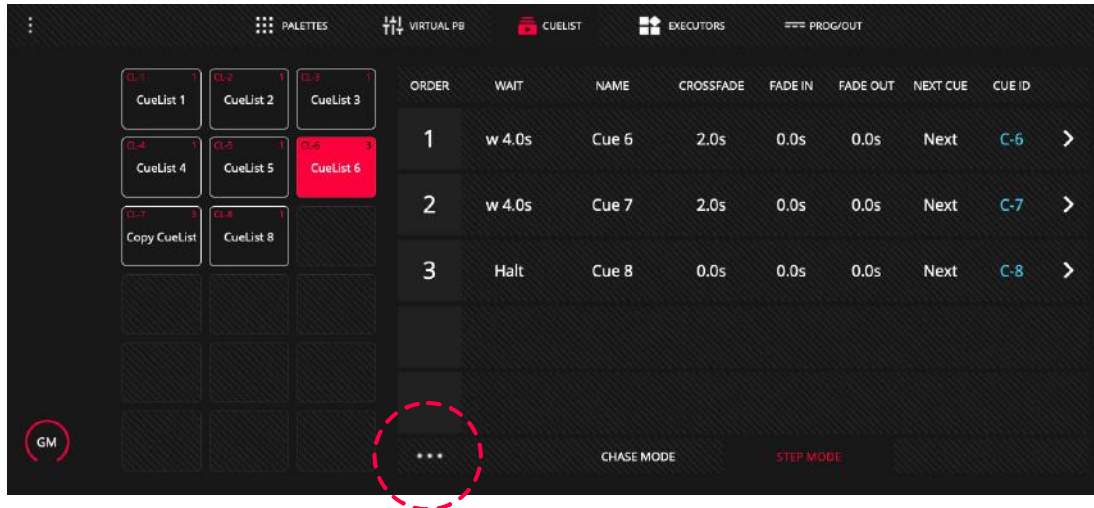 PALETTES VIRTUAL PB CUELIST EXECUTORS PROG/OUT
CL-1 1 CL-2 1 CL-3 1
CueList 1 CueList 2 CueList 3
CL-4 1 CL-5 1 CL-6 3
CueList 4 CueList 5 CueList 6
CL-7 3 CL-8 1
Copy CueList CueList 8
ORDER WAIT NAME CROSSFADE FADE IN FADE OUT NEXT CUE CUE ID
1 w 4.0s Cue 6 2.0s 0.0s 0.0s Next C-6
2 w 4.0s Cue 7 2.0s 0.0s 0.0s Next C-7
3 Halt Cue 8 0.0s 0.0s 0.0s Next C-8
GM
CHASE MODE STEP MODE